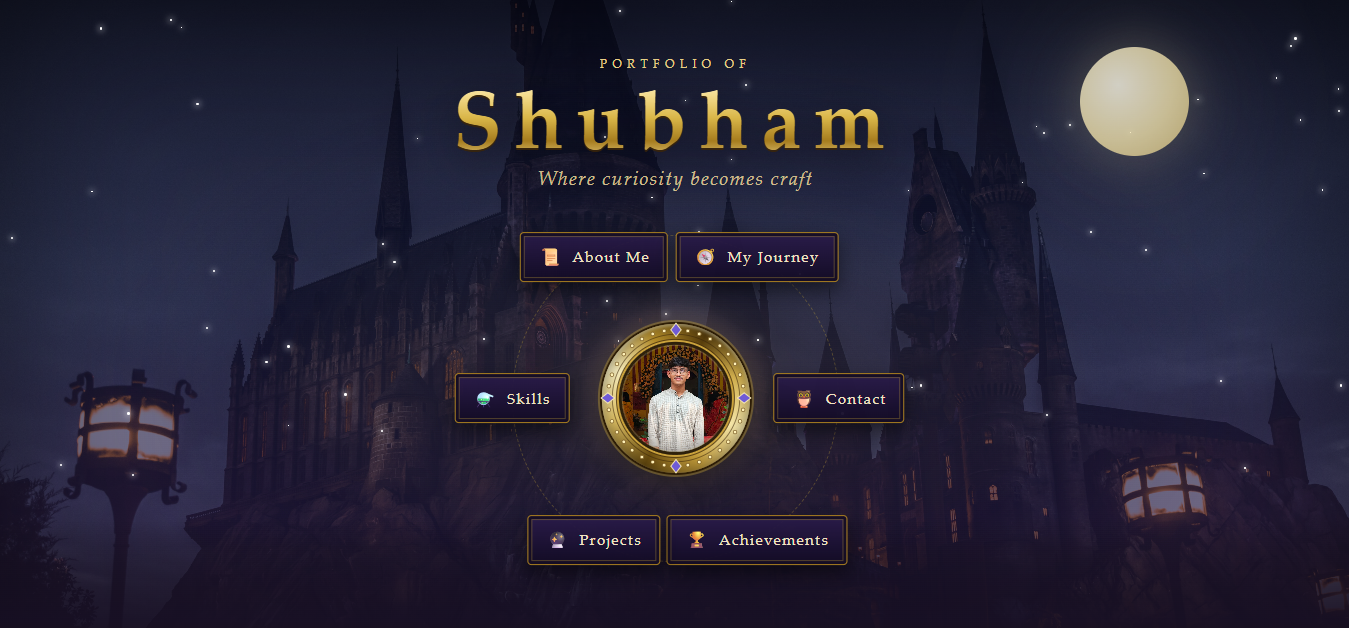 PORTFOLIO OF
Shubham
Where curiosity becomes craft
About Me
My Journey
Skills
Contact
Projects
Achievements